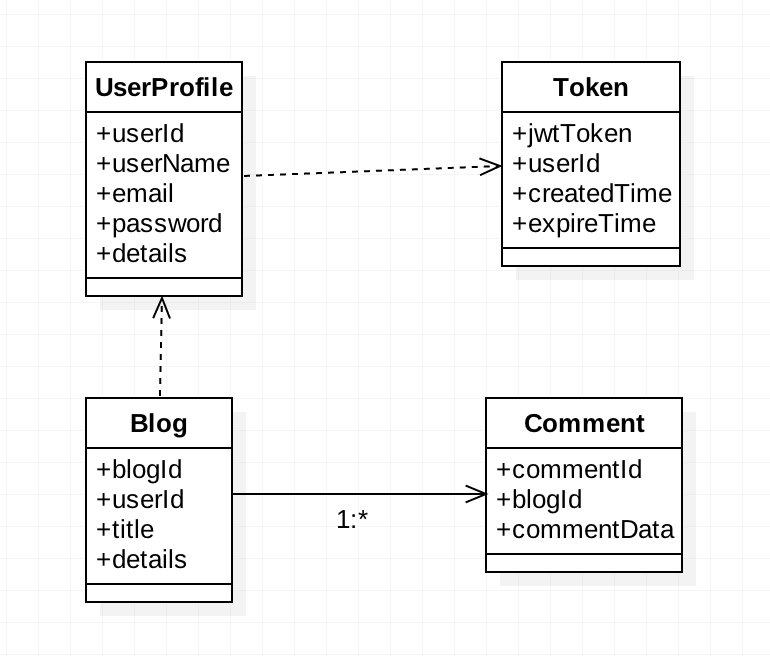 UserProfile
+userId
+userName
+email
+password
+details
Token
+jwtToken
+userId
+createdTime
+expireTime
Blog
+blogId
+userId
+title
+details
1:*
Comment
+commentId
+blogId
+commentData